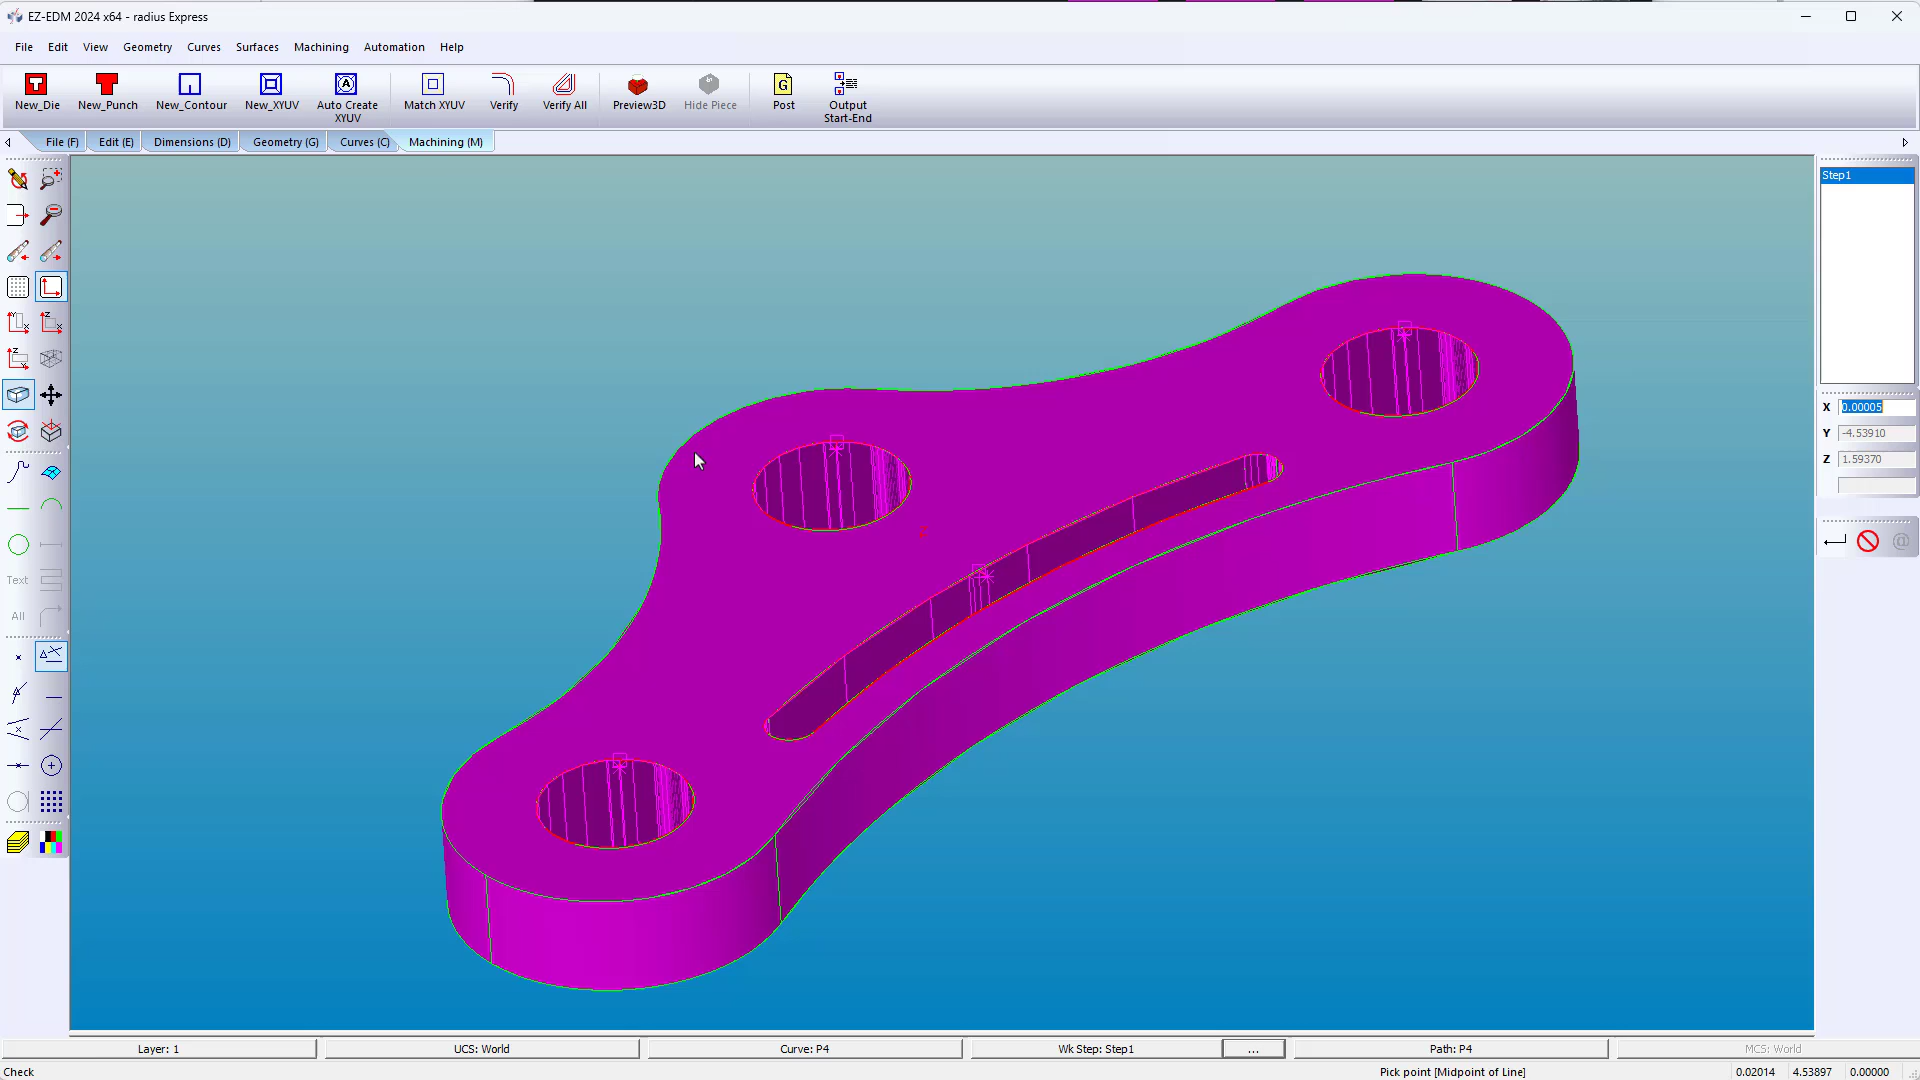 EZ-EDM 2024 x64 - radius Express
File Edit View Geometry Curves Surfaces Machining Automation Help
New_Die New_Punch New_Contour New_XYUV Auto Create XYUV Match XYUV Verify Verify All Preview3D Hide Piece Post Output Start-End
File (F) Edit (E) Dimensions (D) Geometry (G) Curves (C) Machining (M)
Step1
X 0.00005
Y -4.53910
Z 1.59370
Text
All
Layer: 1 UCS: World Curve: P4 Wk Step: Step1 ... Path: P4 MCS: World
Check Pick point [Midpoint of Line] 0.02014 4.53897 0.00000